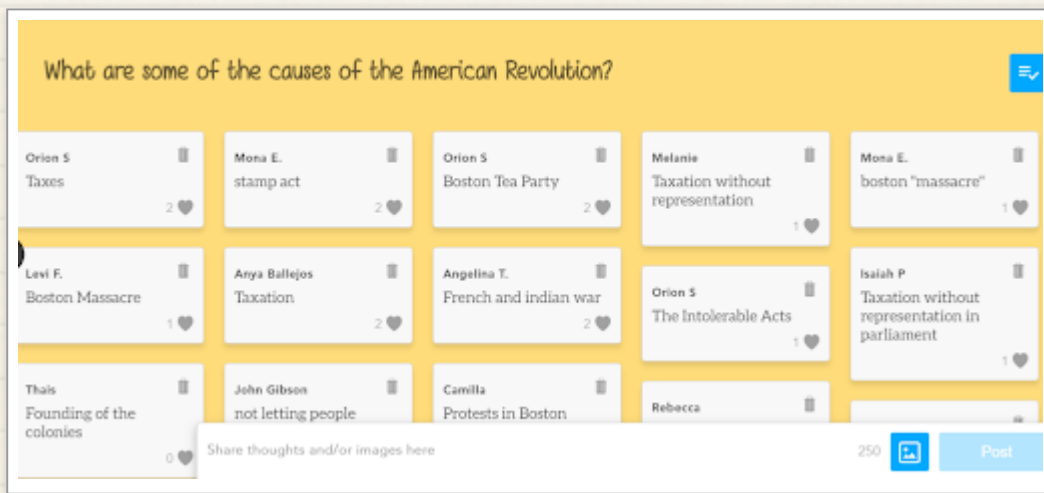 What are some of the causes of the American Revolution?
Orion S
Taxes
2
Mona E.
stamp act
2
Orion S
Boston Tea Party
2
Melanie
Taxation without
representation
1
Mona E.
boston "massacre"
1
Levi F.
Boston Massacre
1
Anya Ballejos
Taxation
2
Angelina T.
French and indian war
2
Orion S
The Intolerable Acts
1
Isaiah P
Taxation without
representation in
parliament
1
Thais
Founding of the
colonies
0
John Gibson
not letting people
Camilla
Protests in Boston
Rebecca
Share thoughts and/or images here
250
Post